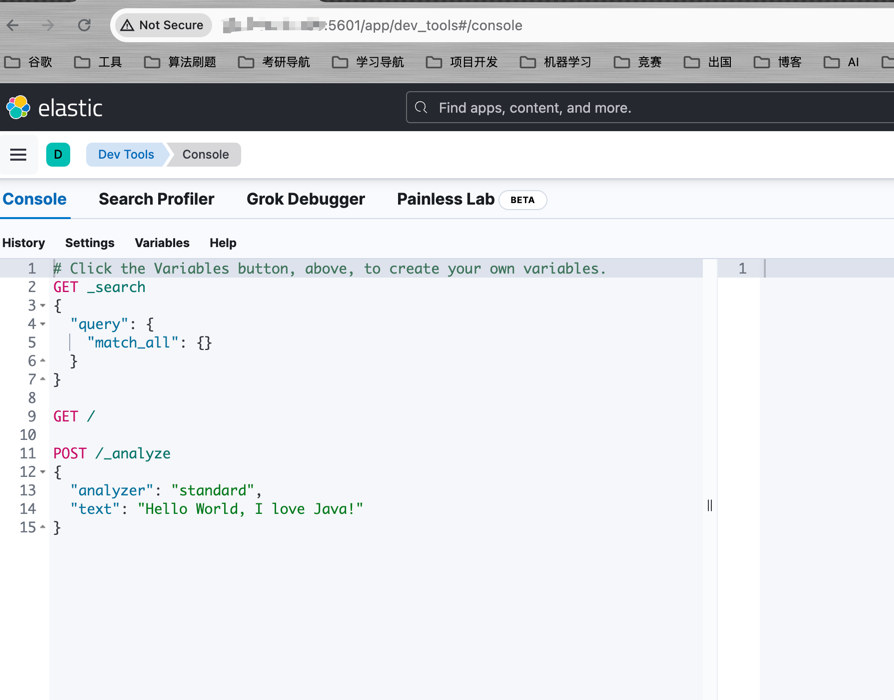 Not Secure :5601/app/dev_tools#/console
谷歌 工具 算法刷题 考研导航 学习导航 项目开发 机器学习 竞赛 出国 博客 AI
elastic Find apps, content, and more.
D Dev Tools Console
Console Search Profiler Grok Debugger Painless Lab BETA
History Settings Variables Help
1 # Click the Variables button, above, to create your own variables. 1
2 GET _search
3 {
4 "query": {
5 "match_all": {}
6 }
7 }
8
9 GET /
10
11 POST /_analyze
12 {
13 "analyzer": "standard",
14 "text": "Hello World, I love Java!"
15 }